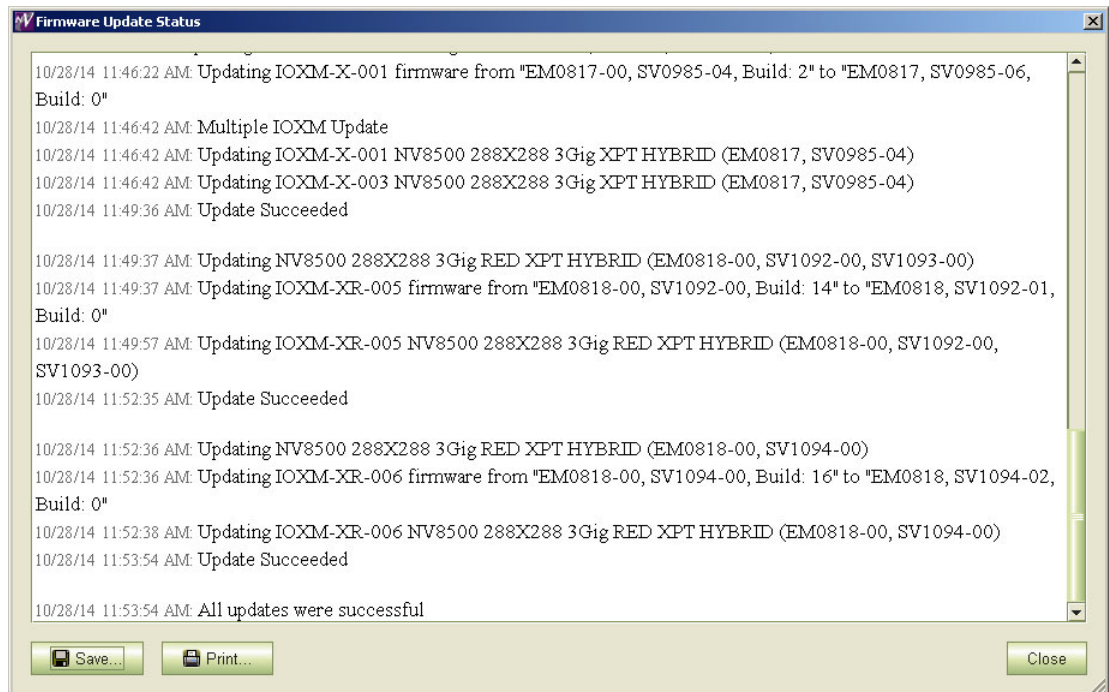 Firmware Update Status
10/28/14 11:46:22 AM: Updating IOXM-X-001 firmware from "EM0817-00, SV0985-04, Build: 2" to "EM0817, SV0985-06,
Build: 0"
10/28/14 11:46:42 AM: Multiple IOXM Update
10/28/14 11:46:42 AM: Updating IOXM-X-001 NV8500 288X288 3Gig XPT HYBRID (EM0817, SV0985-04)
10/28/14 11:46:42 AM: Updating IOXM-X-003 NV8500 288X288 3Gig XPT HYBRID (EM0817, SV0985-04)
10/28/14 11:49:36 AM: Update Succeeded
10/28/14 11:49:37 AM: Updating NV8500 288X288 3Gig RED XPT HYBRID (EM0818-00, SV1092-00, SV1093-00)
10/28/14 11:49:37 AM: Updating IOXM-XR-005 firmware from "EM0818-00, SV1092-00, Build: 14" to "EM0818, SV1092-01,
Build: 0"
10/28/14 11:49:57 AM: Updating IOXM-XR-005 NV8500 288X288 3Gig RED XPT HYBRID (EM0818-00, SV1092-00,
SV1093-00)
10/28/14 11:52:35 AM: Update Succeeded
10/28/14 11:52:36 AM: Updating NV8500 288X288 3Gig RED XPT HYBRID (EM0818-00, SV1094-00)
10/28/14 11:52:36 AM: Updating IOXM-XR-006 firmware from "EM0818-00, SV1094-00, Build: 16" to "EM0818, SV1094-02,
Build: 0"
10/28/14 11:52:38 AM: Updating IOXM-XR-006 NV8500 288X288 3Gig RED XPT HYBRID (EM0818-00, SV1094-00)
10/28/14 11:53:54 AM: Update Succeeded
10/28/14 11:53:54 AM: All updates were successful
Save... Print... Close